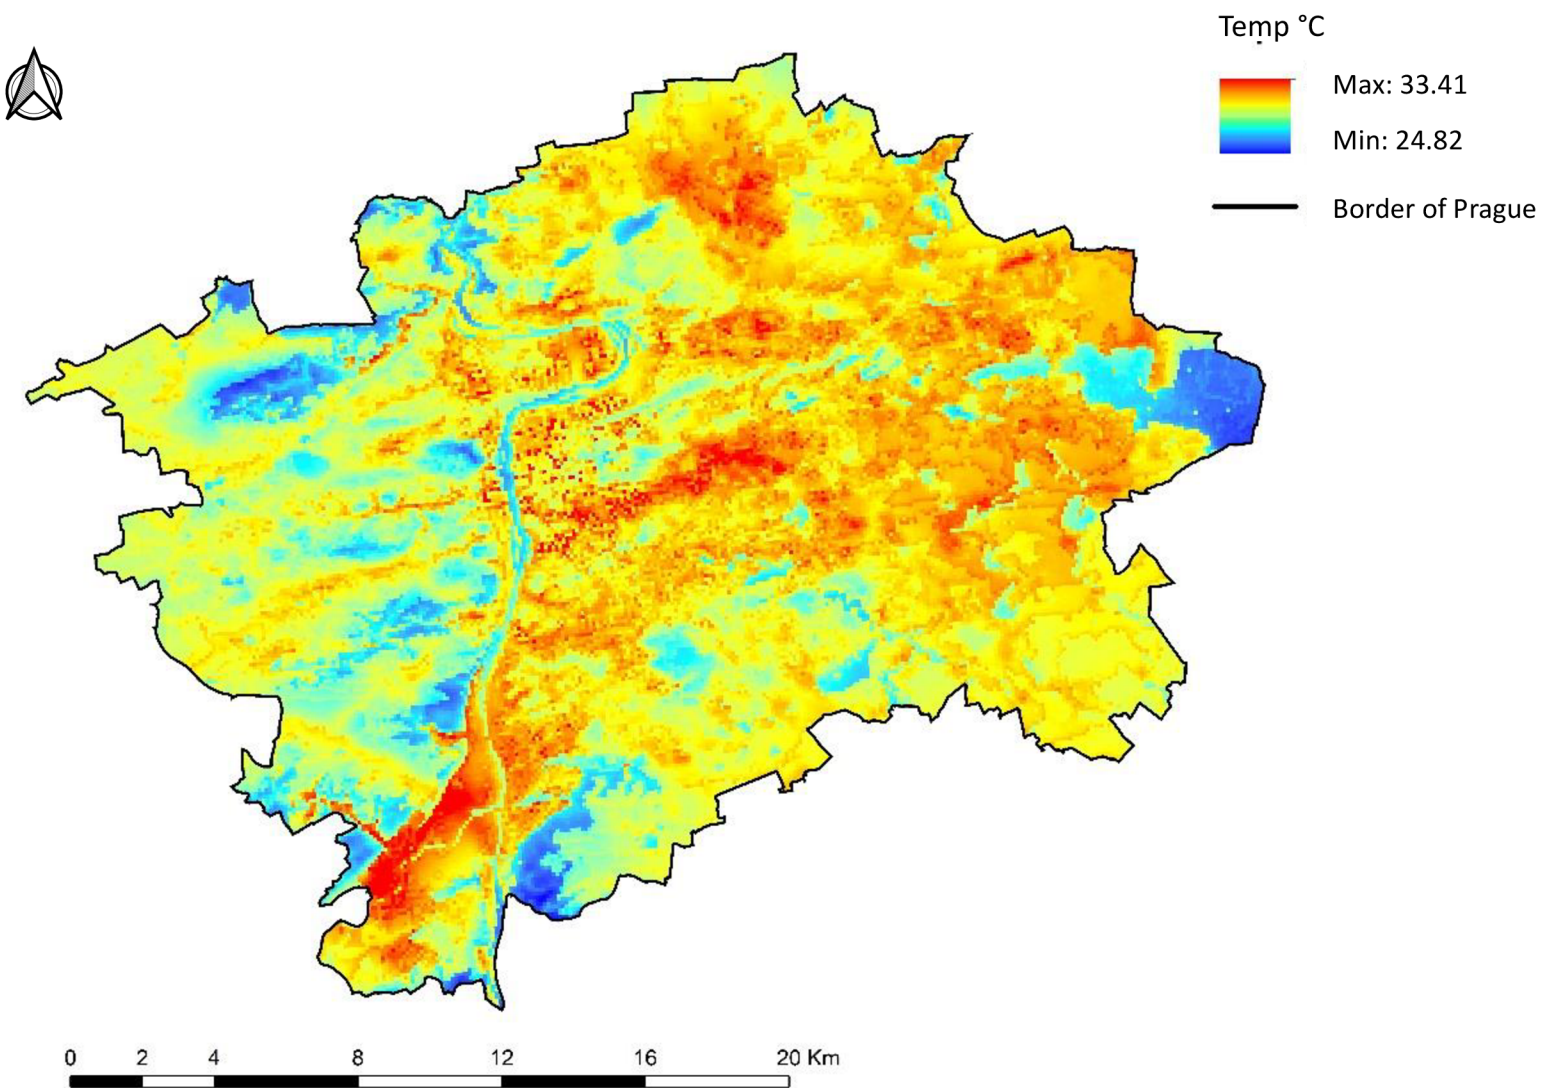 Temp °C
Max: 33.41
Min: 24.82
Border of Prague
0 2 4 8 12 16 20 Km